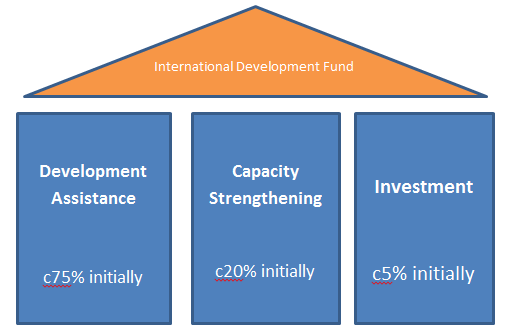 International Development Fund
Development
Assistance
c75% initially
Capacity
Strengthening
c20% initially
Investment
c5% initially